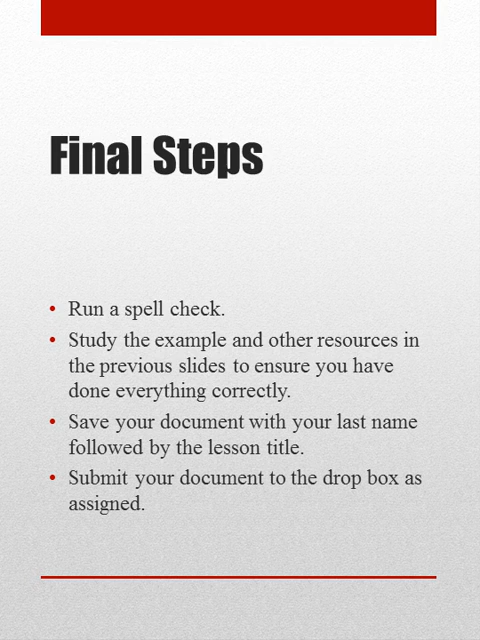 Final Steps
• Run a spell check.
• Study the example and other resources in
the previous slides to ensure you have
done everything correctly.
• Save your document with your last name
followed by the lesson title.
• Submit your document to the drop box as
assigned.